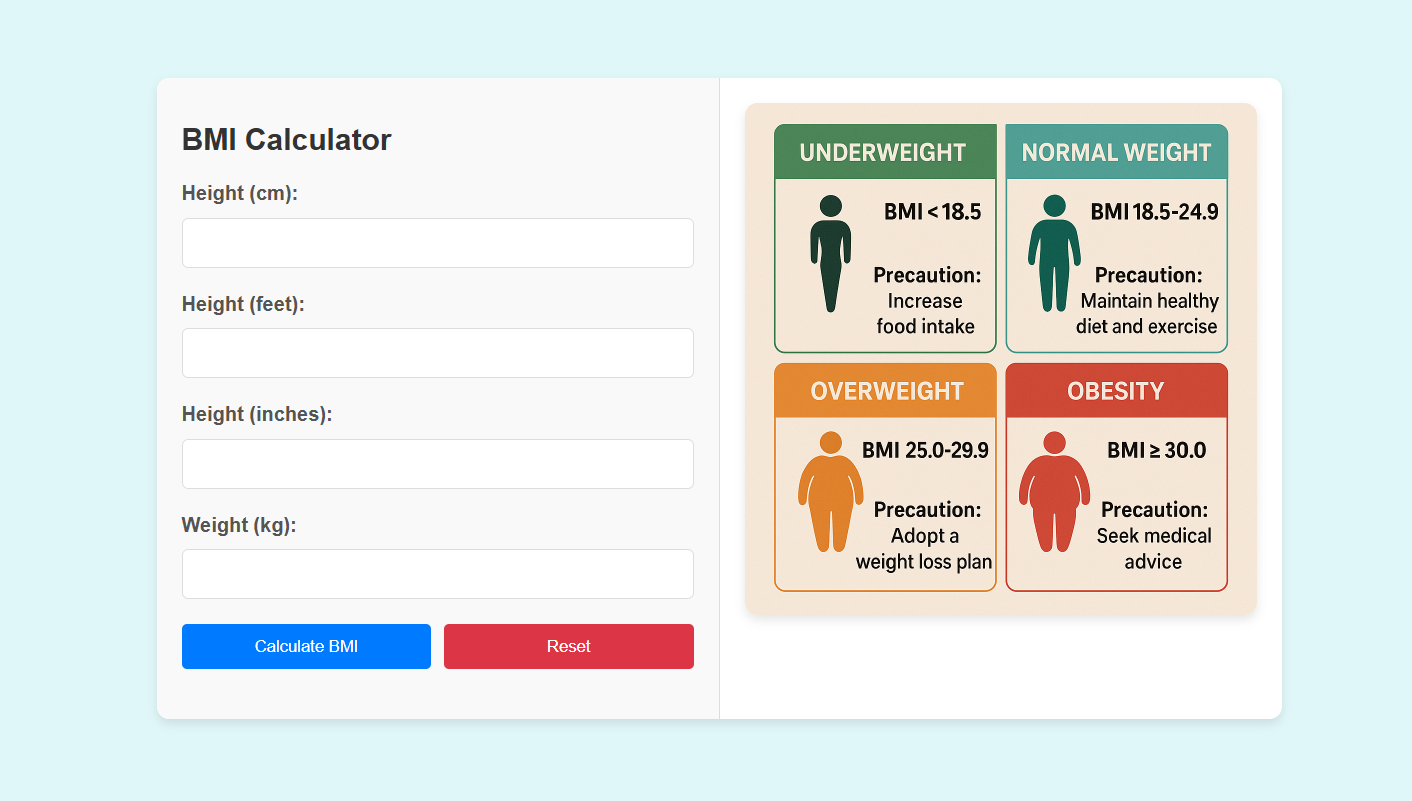 BMI Calculator
Height (cm):
Height (feet):
Height (inches):
Weight (kg):
Calculate BMI
Reset
UNDERWEIGHT
BMI < 18.5
Precaution:
Increase
food intake
NORMAL WEIGHT
BMI 18.5-24.9
Precaution:
Maintain healthy
diet and exercise
OVERWEIGHT
BMI 25.0-29.9
Precaution:
Adopt a
weight loss plan
OBESITY
BMI ≥ 30.0
Precaution:
Seek medical
advice